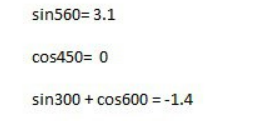 sin560= 3.1
cos450=  0
sin300 + cos600 = -1.4